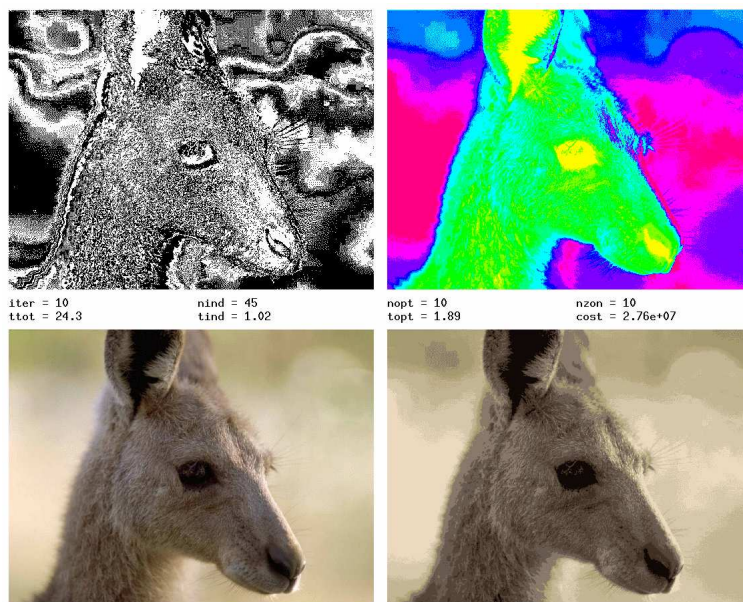 iter = 10 nind = 45 nopt = 10 nzon = 10
ttot = 24.3 tind = 1.02 topt = 1.89 cost = 2.76e+07